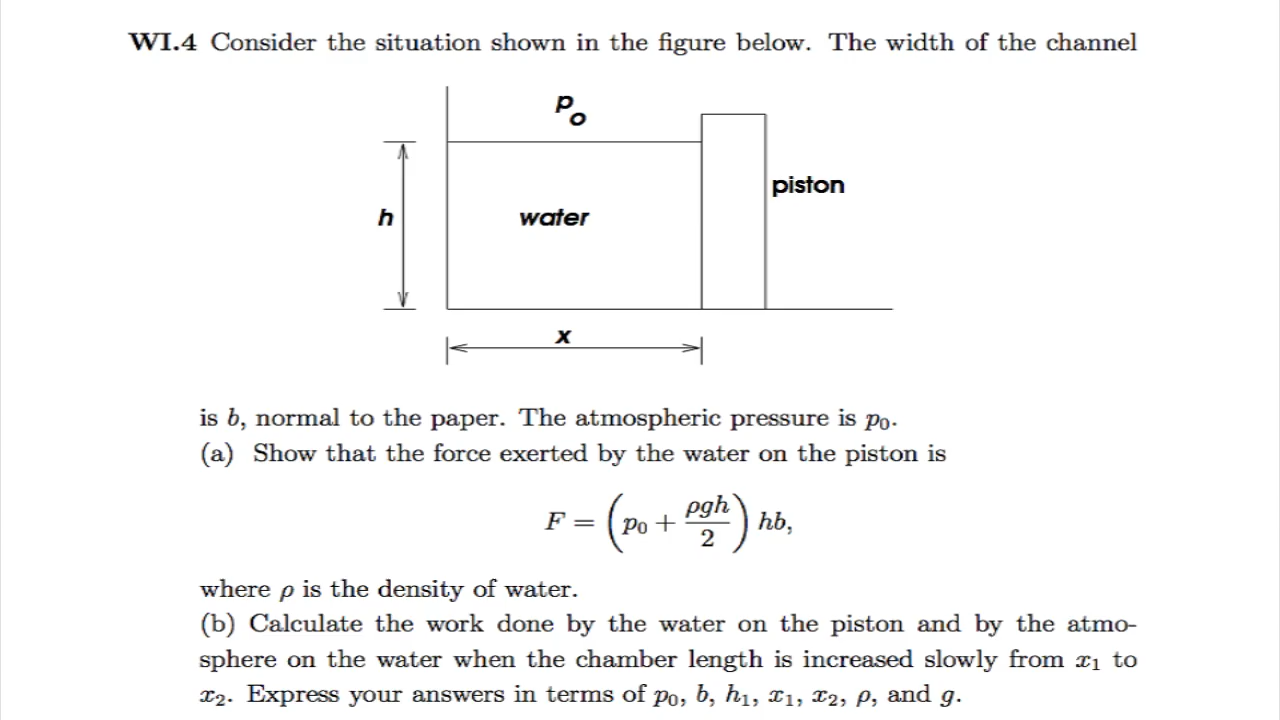 WI.4 Consider the situation shown in the figure below. The width of the channel
p₀
piston
h
water
x
is b, normal to the paper. The atmospheric pressure is p₀.
(a) Show that the force exerted by the water on the piston is
F = (p₀ + ρgh/2) hb,
where ρ is the density of water.
(b) Calculate the work done by the water on the piston and by the atmo-
sphere on the water when the chamber length is increased slowly from x₁ to
x₂. Express your answers in terms of p₀, b, h₁, x₁, x₂, ρ, and g.